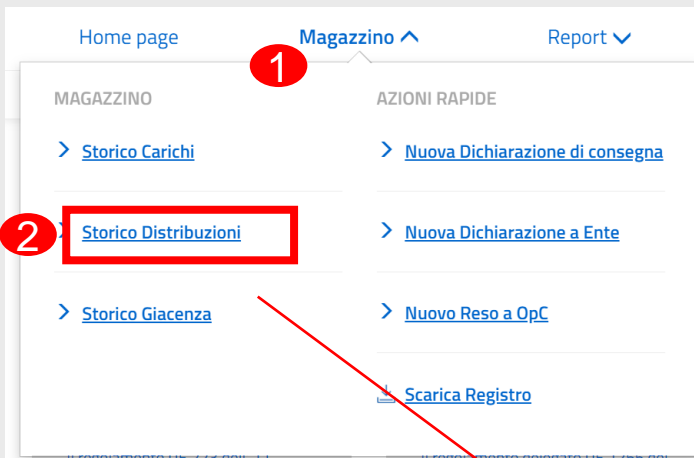 Home page
Magazzino
Report
1
MAGAZZINO
AZIONI RAPIDE
Storico Carichi
Nuova Dichiarazione di consegna
2
Storico Distribuzioni
Nuova Dichiarazione a Ente
Storico Giacenza
Nuovo Reso a OpC
Scarica Registro